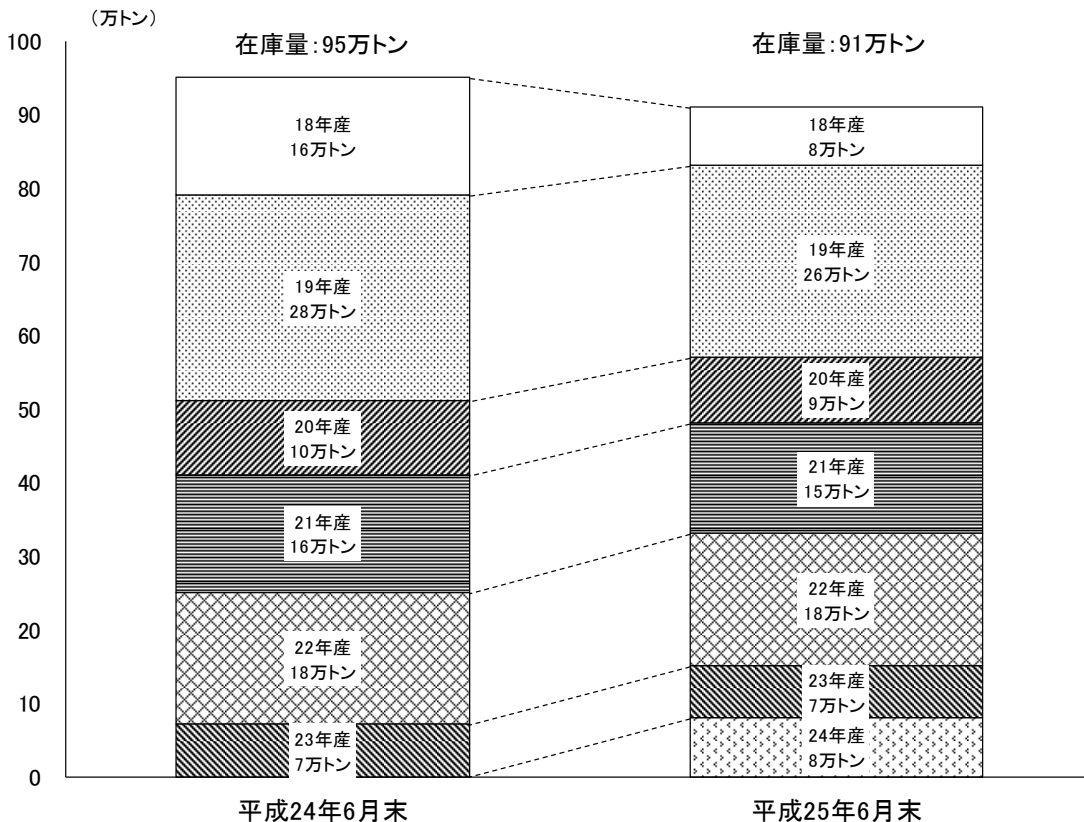 （万トン）
在庫量：95万トン
在庫量：91万トン
100
90
80
70
60
50
40
30
20
10
0
18年産
16万トン
19年産
28万トン
20年産
10万トン
21年産
16万トン
22年産
18万トン
23年産
7万トン
18年産
8万トン
19年産
26万トン
20年産
9万トン
21年産
15万トン
22年産
18万トン
23年産
7万トン
24年産
8万トン
平成24年6月末
平成25年6月末